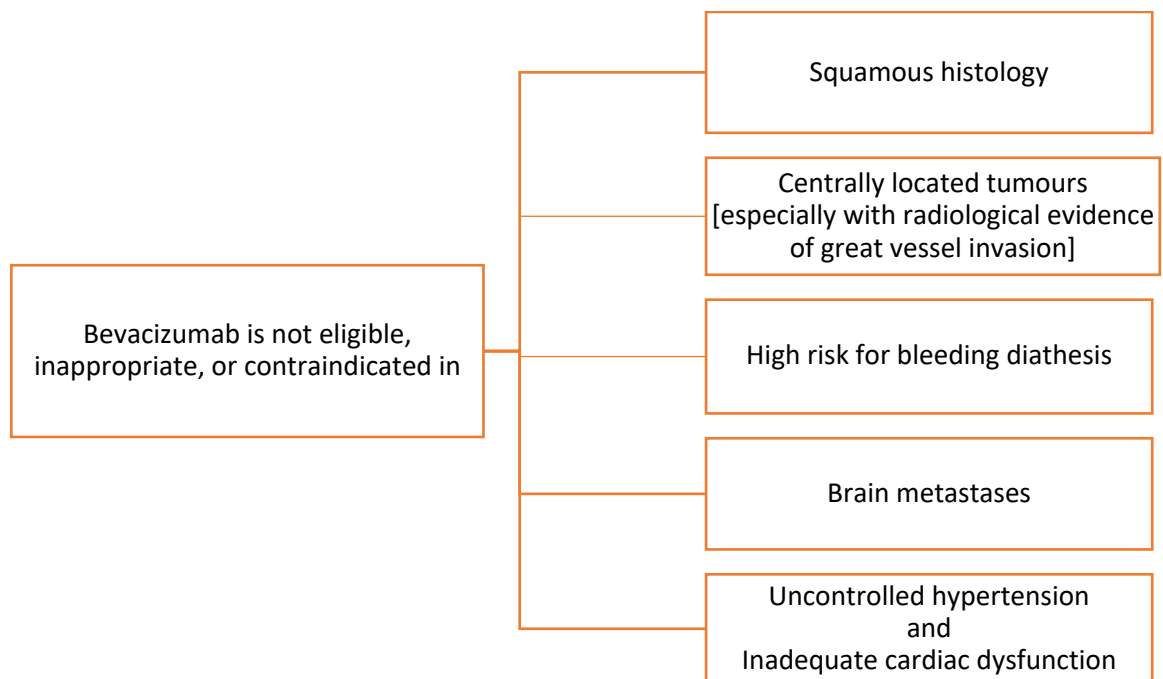 Squamous histology
Centrally located tumours
[especially with radiological evidence
of great vessel invasion]
Bevacizumab is not eligible,
inappropriate, or contraindicated in
High risk for bleeding diathesis
Brain metastases
Uncontrolled hypertension
and
Inadequate cardiac dysfunction